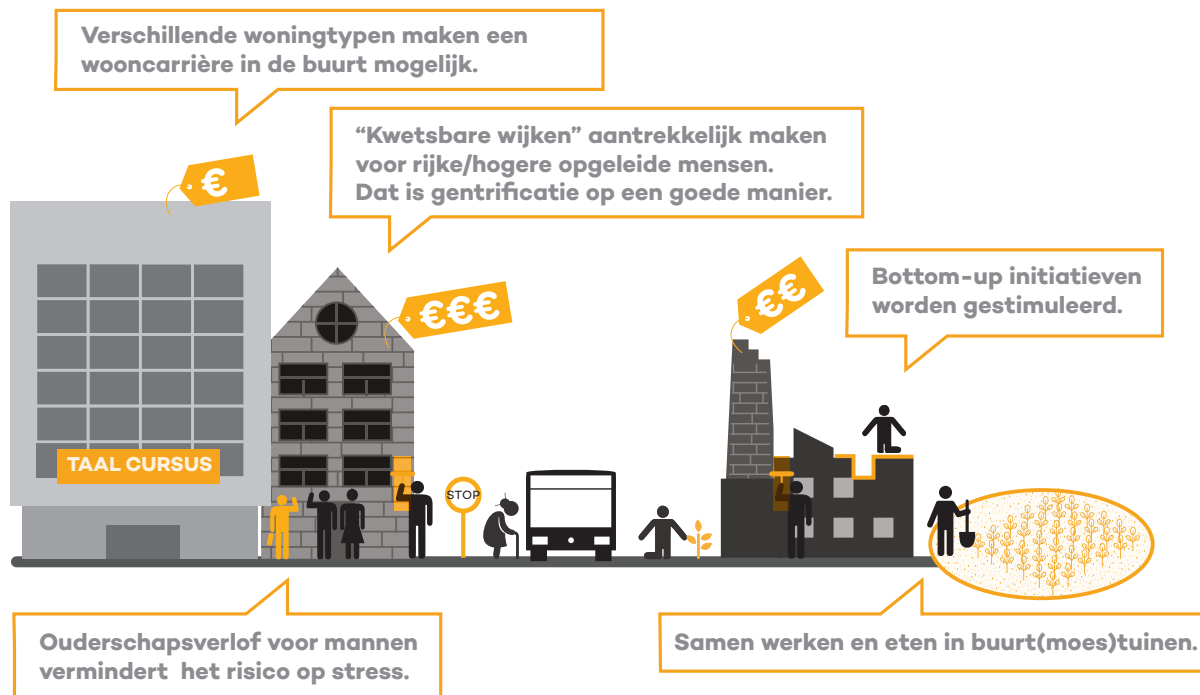 Verschillende woningtypen maken een
wooncarrière in de buurt mogelijk.
“Kwetsbare wijken” aantrekkelijk maken
voor rijke/hogere opgeleide mensen.
Dat is gentrificatie op een goede manier.
€
€€€
€€
Bottom-up initiatieven
worden gestimuleerd.
TAAL CURSUS
STOP
Ouderschapsverlof voor mannen
vermindert het risico op stress.
Samen werken en eten in buurt(moes)tuinen.